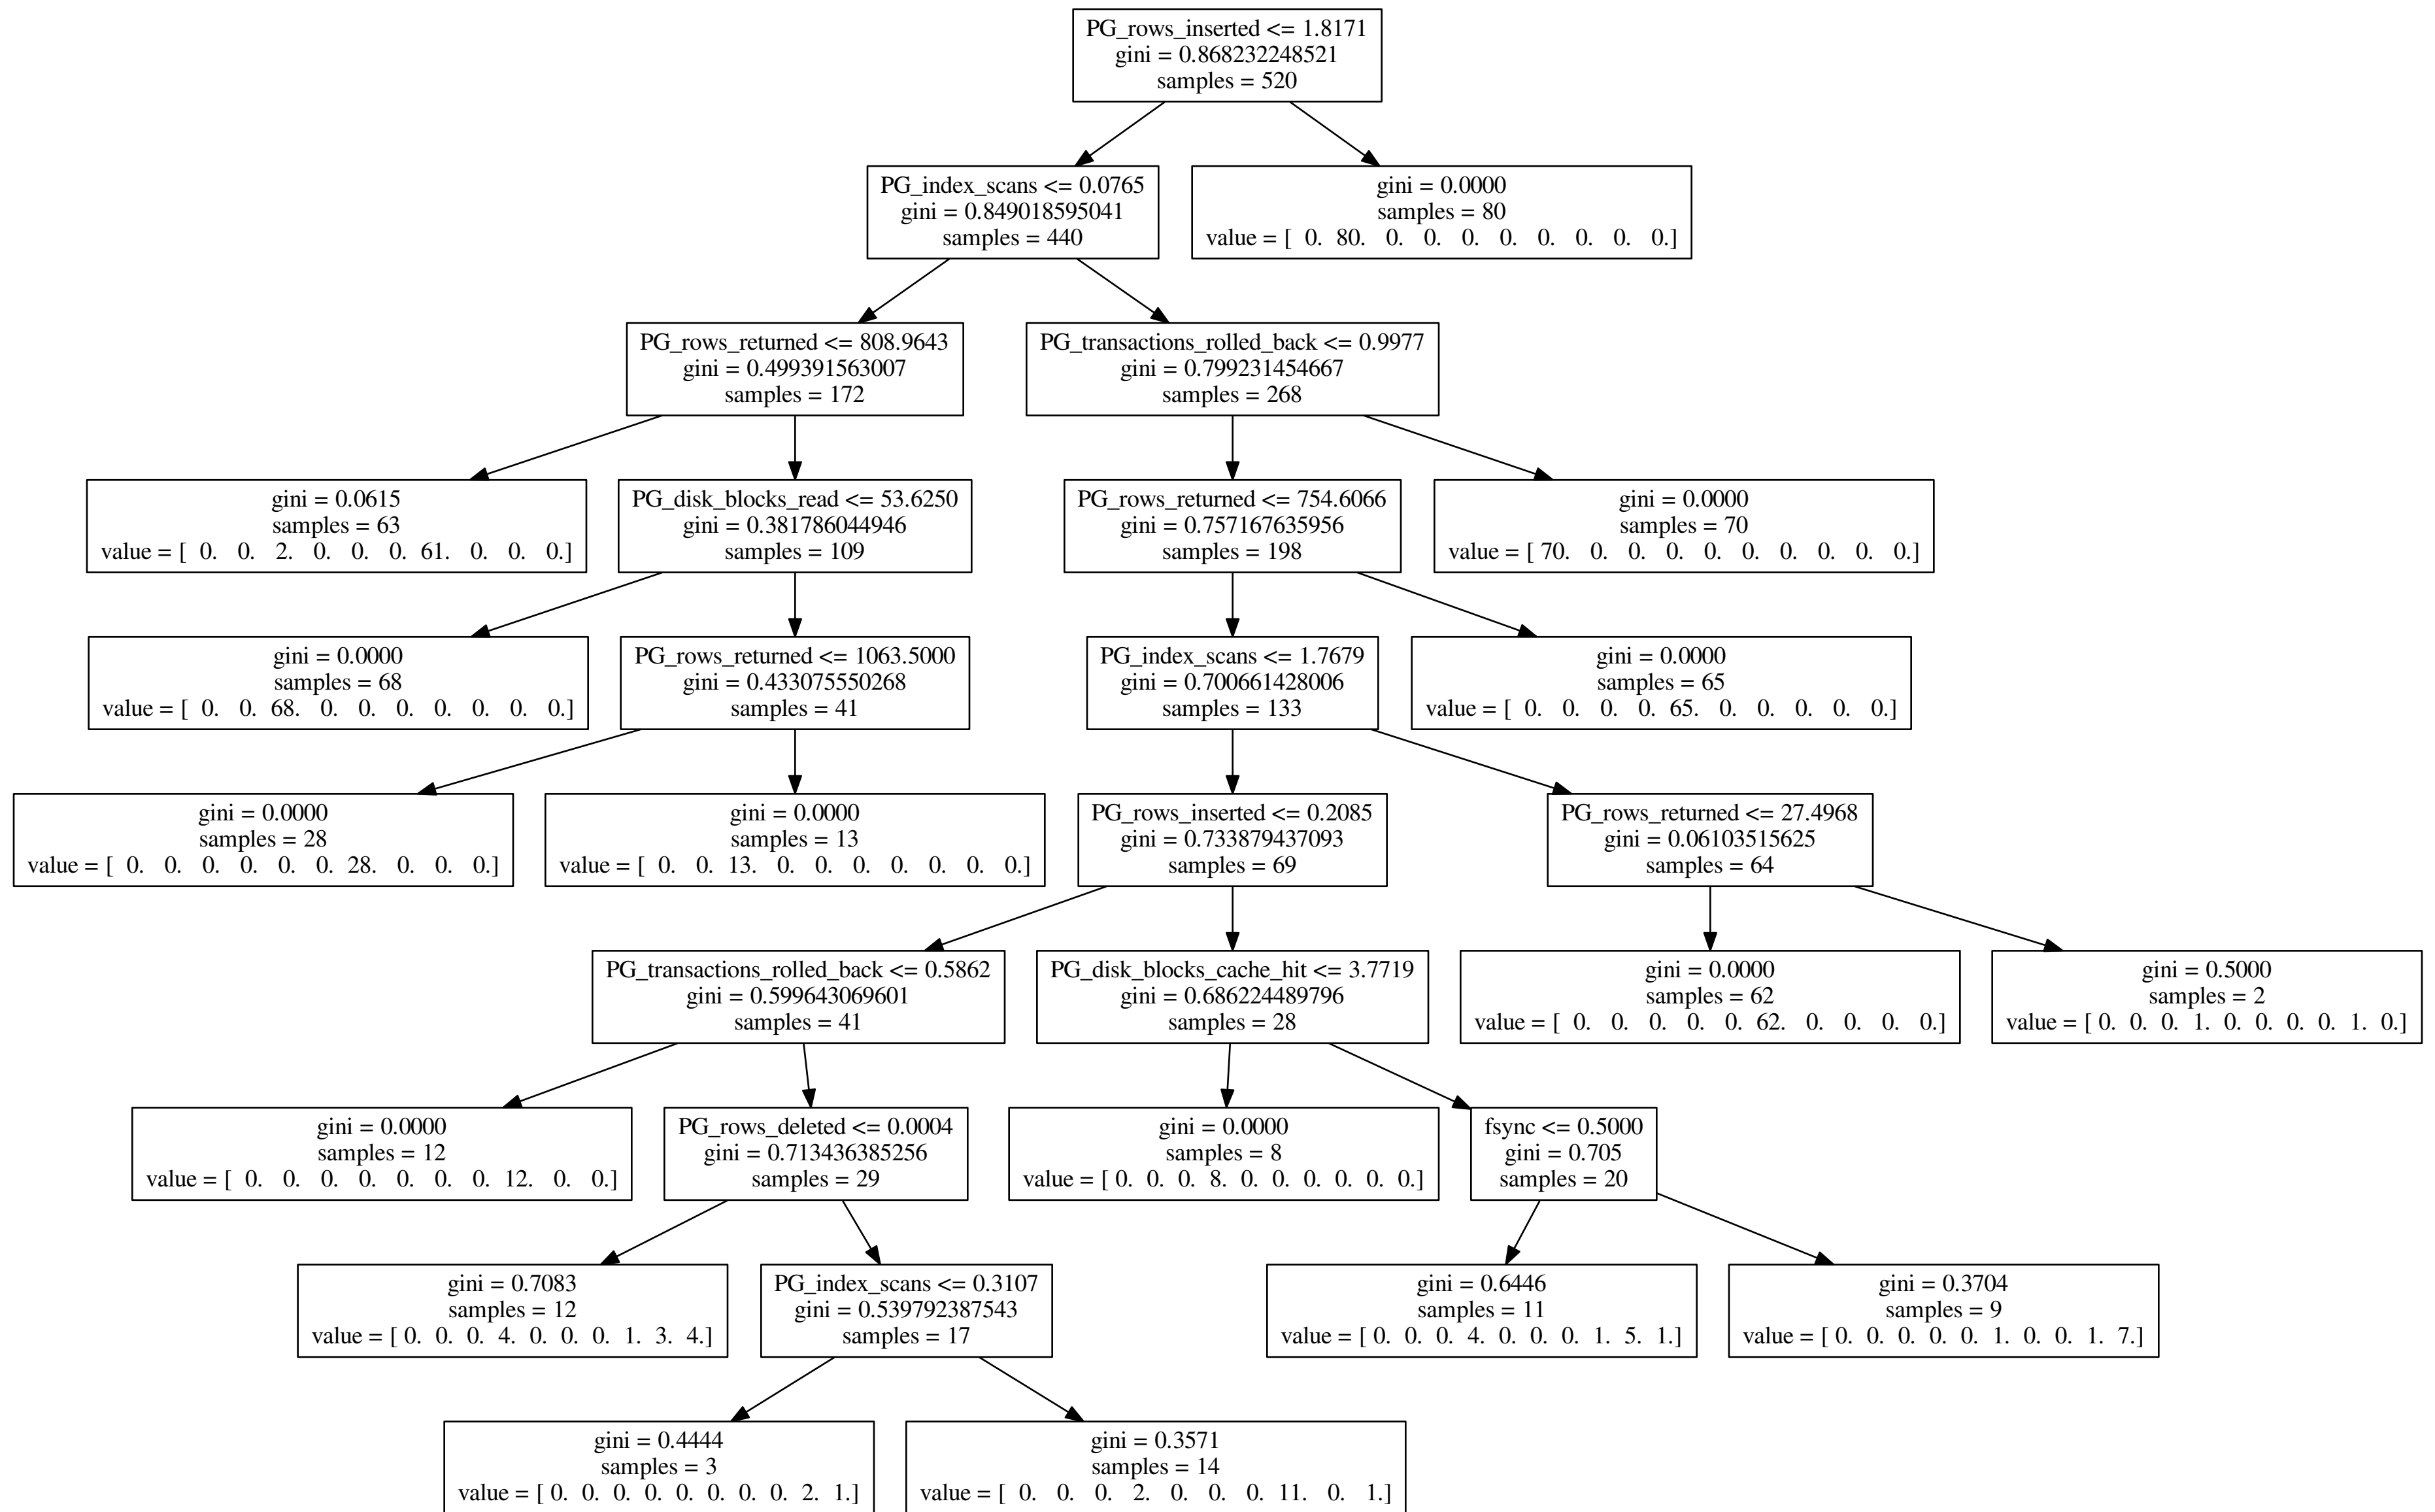 PG_rows_inserted <= 1.8171
gini = 0.868232248521
samples = 520
PG_index_scans <= 0.0765
gini = 0.849018595041
samples = 440
gini = 0.0000
samples = 80
value = [  0.  80.   0.   0.   0.   0.   0.   0.   0.   0.]
PG_rows_returned <= 808.9643
gini = 0.499391563007
samples = 172
PG_transactions_rolled_back <= 0.9977
gini = 0.799231454667
samples = 268
gini = 0.0615
samples = 63
value = [  0.   0.   2.   0.   0.   0.  61.   0.   0.   0.]
PG_disk_blocks_read <= 53.6250
gini = 0.381786044946
samples = 109
PG_rows_returned <= 754.6066
gini = 0.757167635956
samples = 198
gini = 0.0000
samples = 70
value = [ 70.   0.   0.   0.   0.   0.   0.   0.   0.   0.]
gini = 0.0000
samples = 68
value = [  0.   0.  68.   0.   0.   0.   0.   0.   0.   0.]
PG_rows_returned <= 1063.5000
gini = 0.433075550268
samples = 41
PG_index_scans <= 1.7679
gini = 0.700661428006
samples = 133
gini = 0.0000
samples = 65
value = [  0.   0.   0.   0.  65.   0.   0.   0.   0.   0.]
gini = 0.0000
samples = 28
value = [  0.   0.   0.   0.   0.   0.  28.   0.   0.   0.]
gini = 0.0000
samples = 13
value = [  0.   0.  13.   0.   0.   0.   0.   0.   0.   0.]
PG_rows_inserted <= 0.2085
gini = 0.733879437093
samples = 69
PG_rows_returned <= 27.4968
gini = 0.06103515625
samples = 64
PG_transactions_rolled_back <= 0.5862
gini = 0.599643069601
samples = 41
PG_disk_blocks_cache_hit <= 3.7719
gini = 0.686224489796
samples = 28
gini = 0.0000
samples = 62
value = [  0.   0.   0.   0.   0.  62.   0.   0.   0.   0.]
gini = 0.5000
samples = 2
value = [ 0.  0.  0.  1.  0.  0.  0.  0.  1.  0.]
gini = 0.0000
samples = 12
value = [  0.   0.   0.   0.   0.   0.   0.  12.   0.   0.]
PG_rows_deleted <= 0.0004
gini = 0.713436385256
samples = 29
gini = 0.0000
samples = 8
value = [ 0.  0.  0.  8.  0.  0.  0.  0.  0.  0.]
fsync <= 0.5000
gini = 0.705
samples = 20
gini = 0.7083
samples = 12
value = [ 0.  0.  0.  4.  0.  0.  0.  1.  3.  4.]
PG_index_scans <= 0.3107
gini = 0.539792387543
samples = 17
gini = 0.6446
samples = 11
value = [ 0.  0.  0.  4.  0.  0.  0.  1.  5.  1.]
gini = 0.3704
samples = 9
value = [ 0.  0.  0.  0.  0.  1.  0.  0.  1.  7.]
gini = 0.4444
samples = 3
value = [ 0.  0.  0.  0.  0.  0.  0.  0.  2.  1.]
gini = 0.3571
samples = 14
value = [  0.   0.   0.   2.   0.   0.   0.  11.   0.   1.]